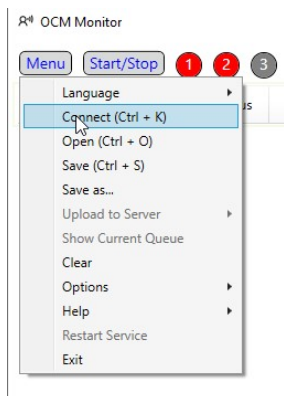 OCM Monitor
Menu Start/Stop 1 2 3
Language
Connect (Ctrl + K)
Open (Ctrl + O)
Save (Ctrl + S)
Save as...
Upload to Server
Show Current Queue
Clear
Options
Help
Restart Service
Exit